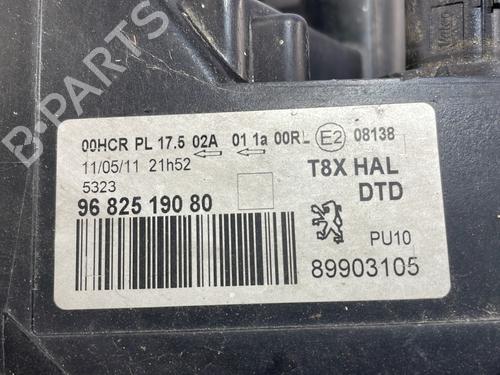 00HCR PL 17.5 02A 01 1a 00RL E2 08138
11/05/11 21h52
5323
96 825 190 80
T8X HAL
DTD
PU10
89903105
B-Parts
Valeo